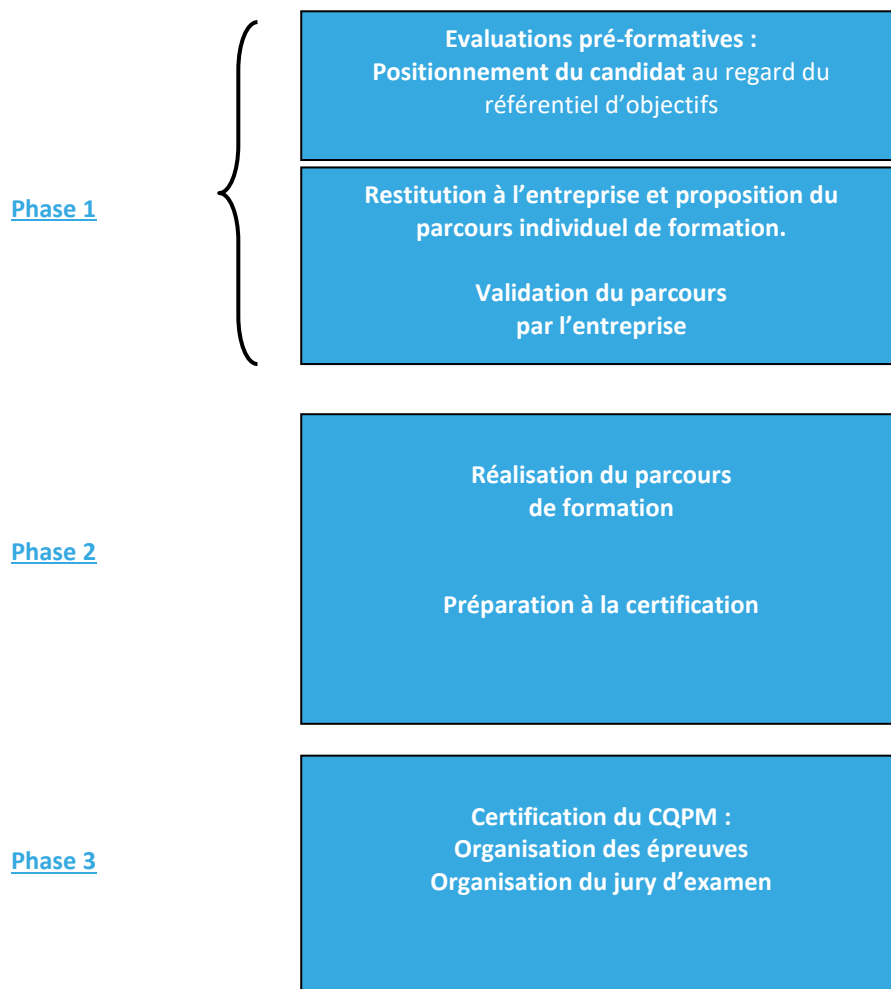 Evaluations pré-formatives :
Positionnement du candidat au regard du
référentiel d’objectifs
Phase 1
Restitution à l’entreprise et proposition du
parcours individuel de formation.
Validation du parcours
par l’entreprise
Phase 2
Réalisation du parcours
de formation
Préparation à la certification
Phase 3
Certification du CQPM :
Organisation des épreuves
Organisation du jury d’examen